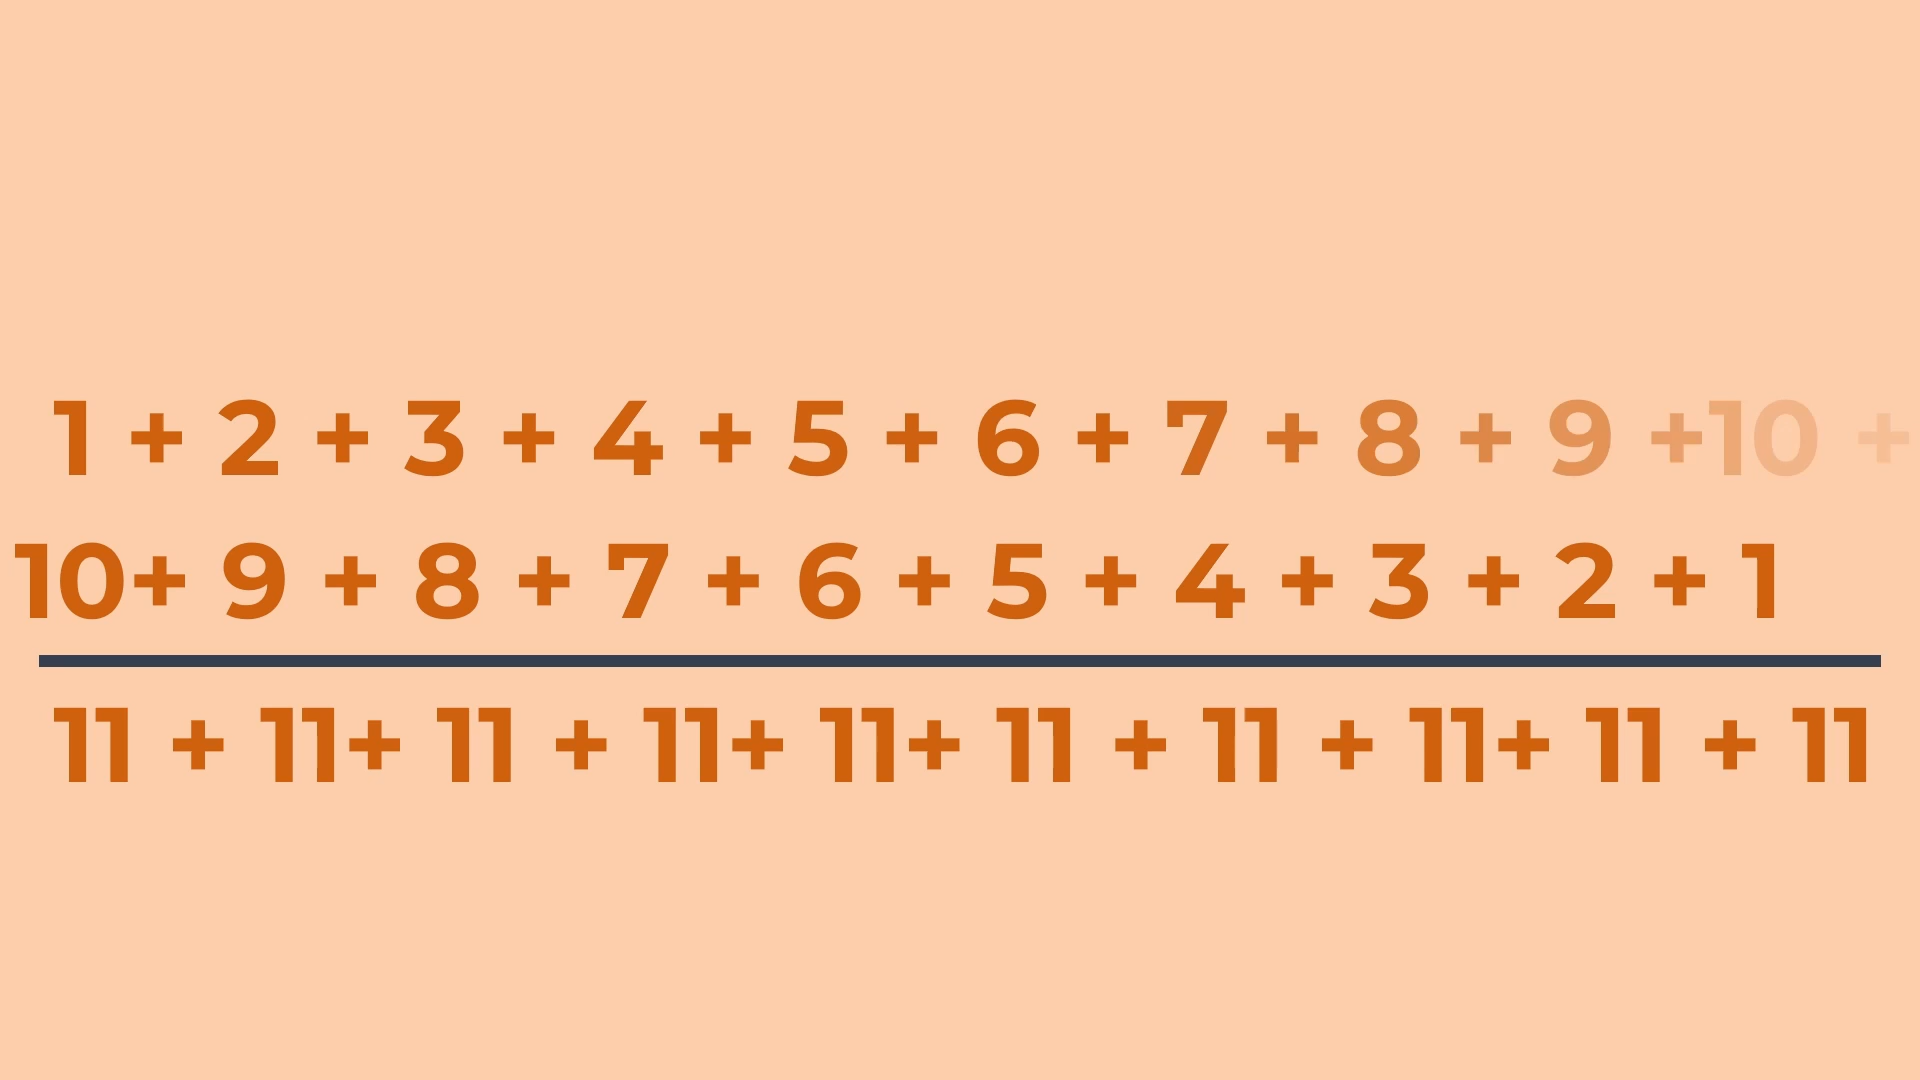 1 + 2 + 3 + 4 + 5 + 6 + 7 + 8 + 9 +10 +
10+ 9 + 8 + 7 + 6 + 5 + 4 + 3 + 2 + 1
11 + 11+ 11 + 11+ 11+ 11 + 11 + 11+ 11 + 11